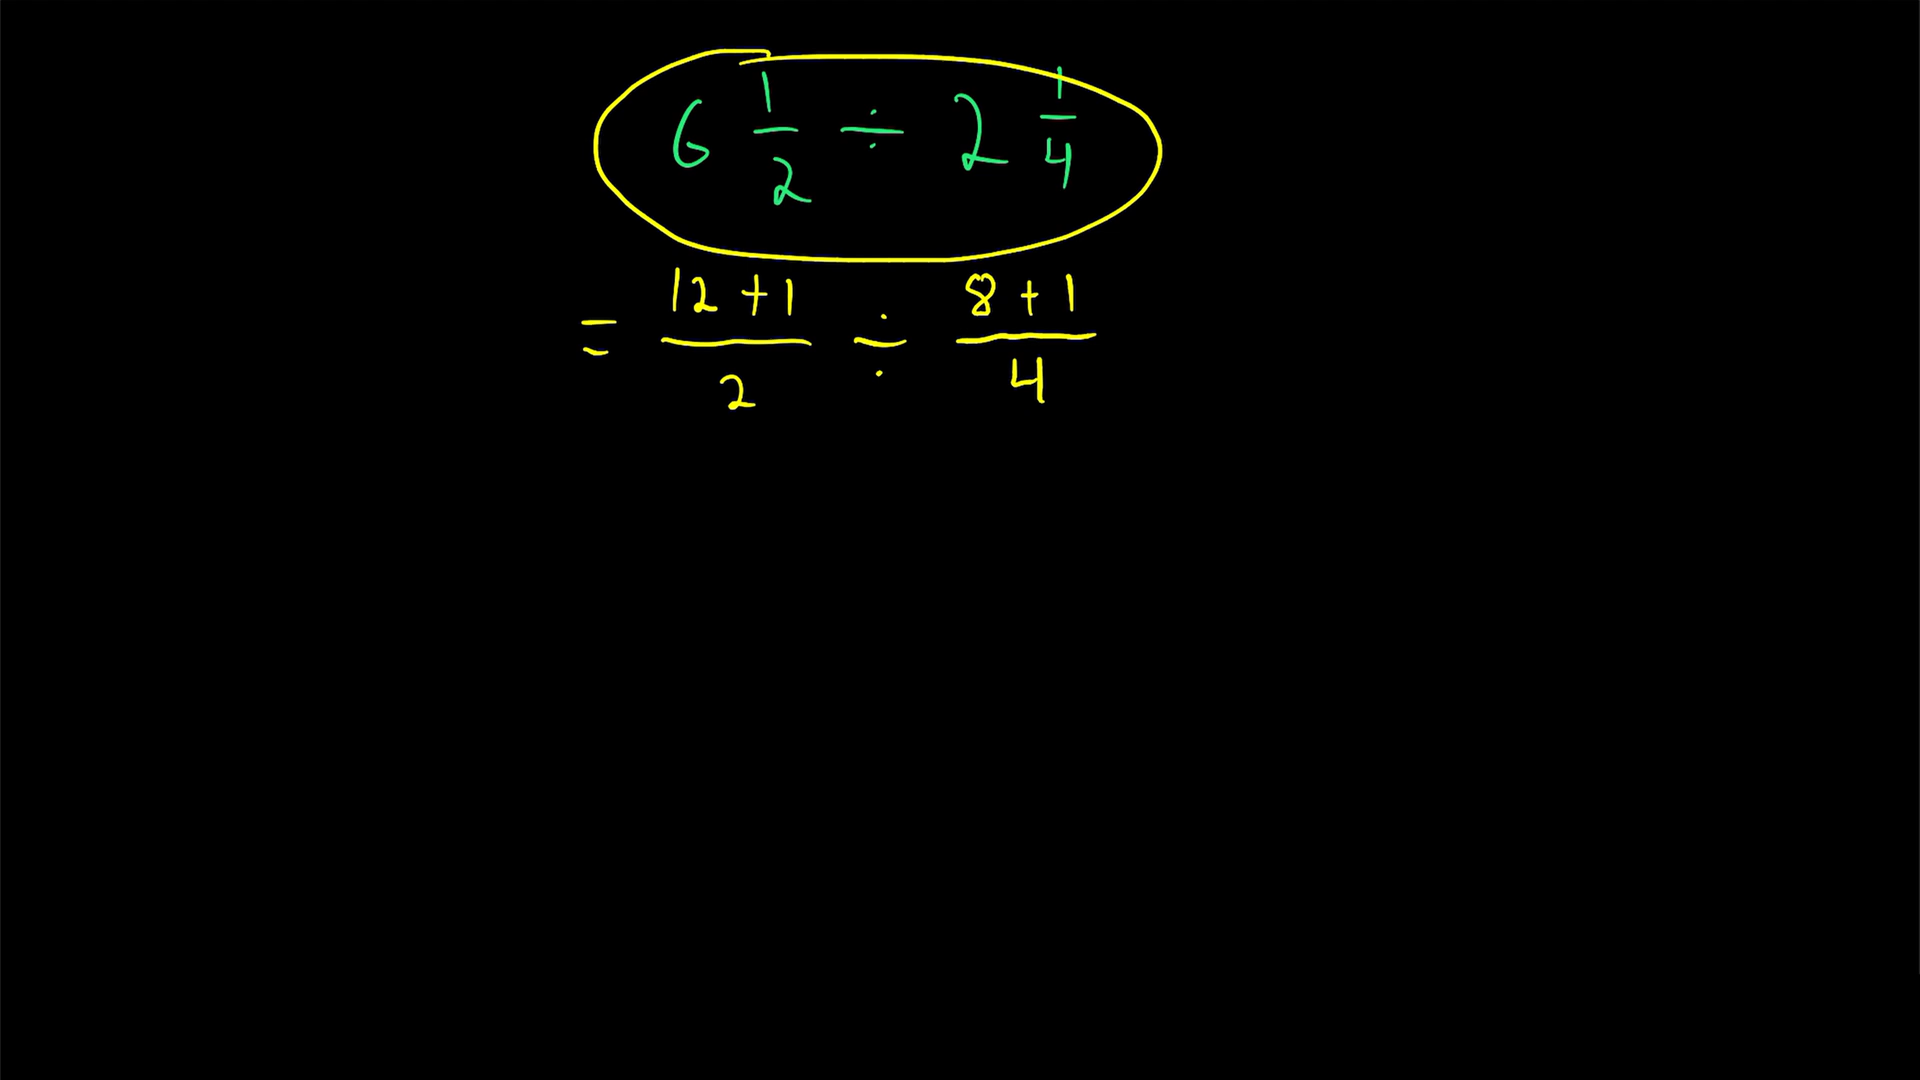 6 1/2 ÷ 2 1/4
= (12 + 1)/2 ÷ (8 + 1)/4